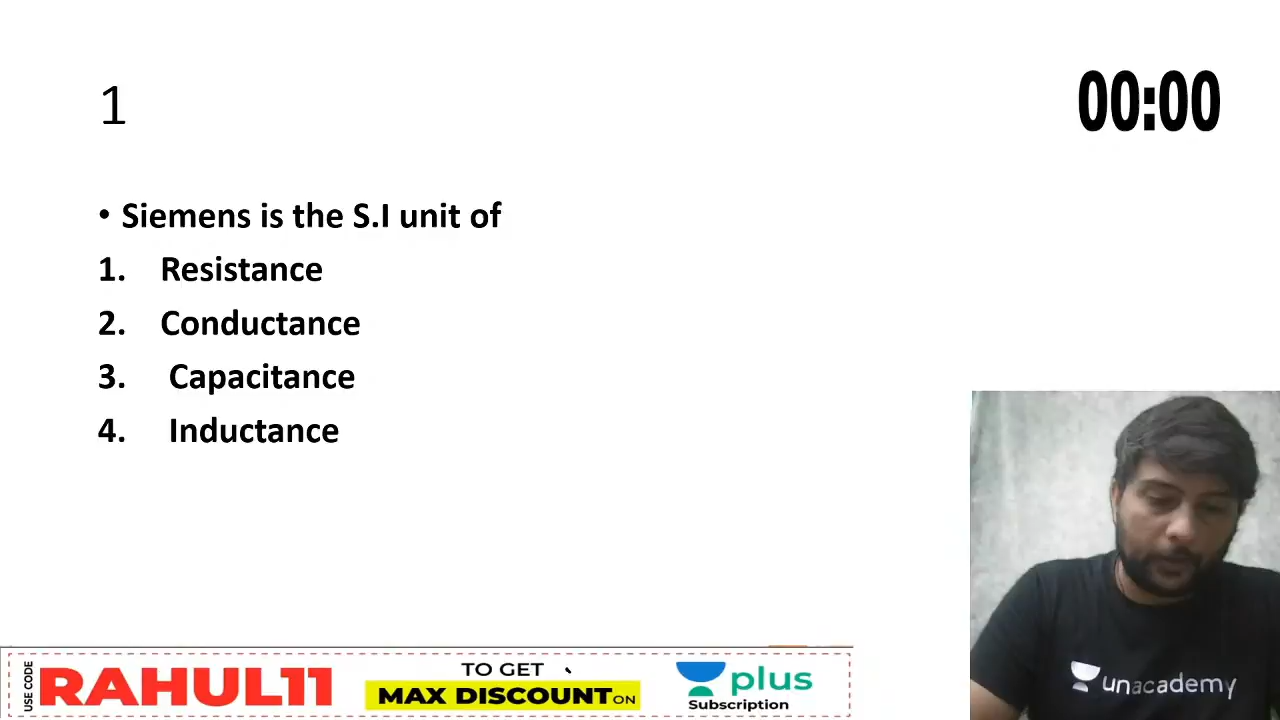 1
00:00
• Siemens is the S.I unit of
1. Resistance
2. Conductance
3. Capacitance
4. Inductance
unacademy
USE CODE
RAHUL11
TO GET
MAX DISCOUNT ON
plus
Subscription